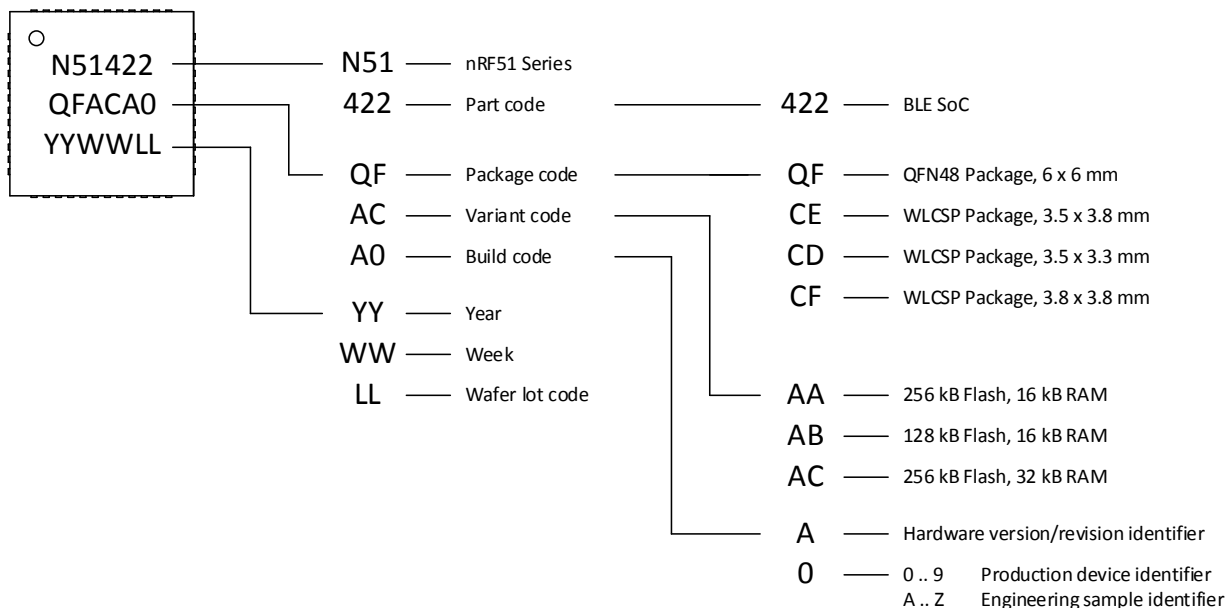 N51422
QFACA0
YYWWLL
N51 nRF51 Series
422 Part code 422 BLE SoC
QF Package code QF QFN48 Package, 6 x 6 mm
AC Variant code CE WLCSP Package, 3.5 x 3.8 mm
A0 Build code CD WLCSP Package, 3.5 x 3.3 mm
CF WLCSP Package, 3.8 x 3.8 mm
YY Year
WW Week
LL Wafer lot code AA 256 kB Flash, 16 kB RAM
AB 128 kB Flash, 16 kB RAM
AC 256 kB Flash, 32 kB RAM
A Hardware version/revision identifier
0 0 .. 9 Production device identifier
A .. Z Engineering sample identifier